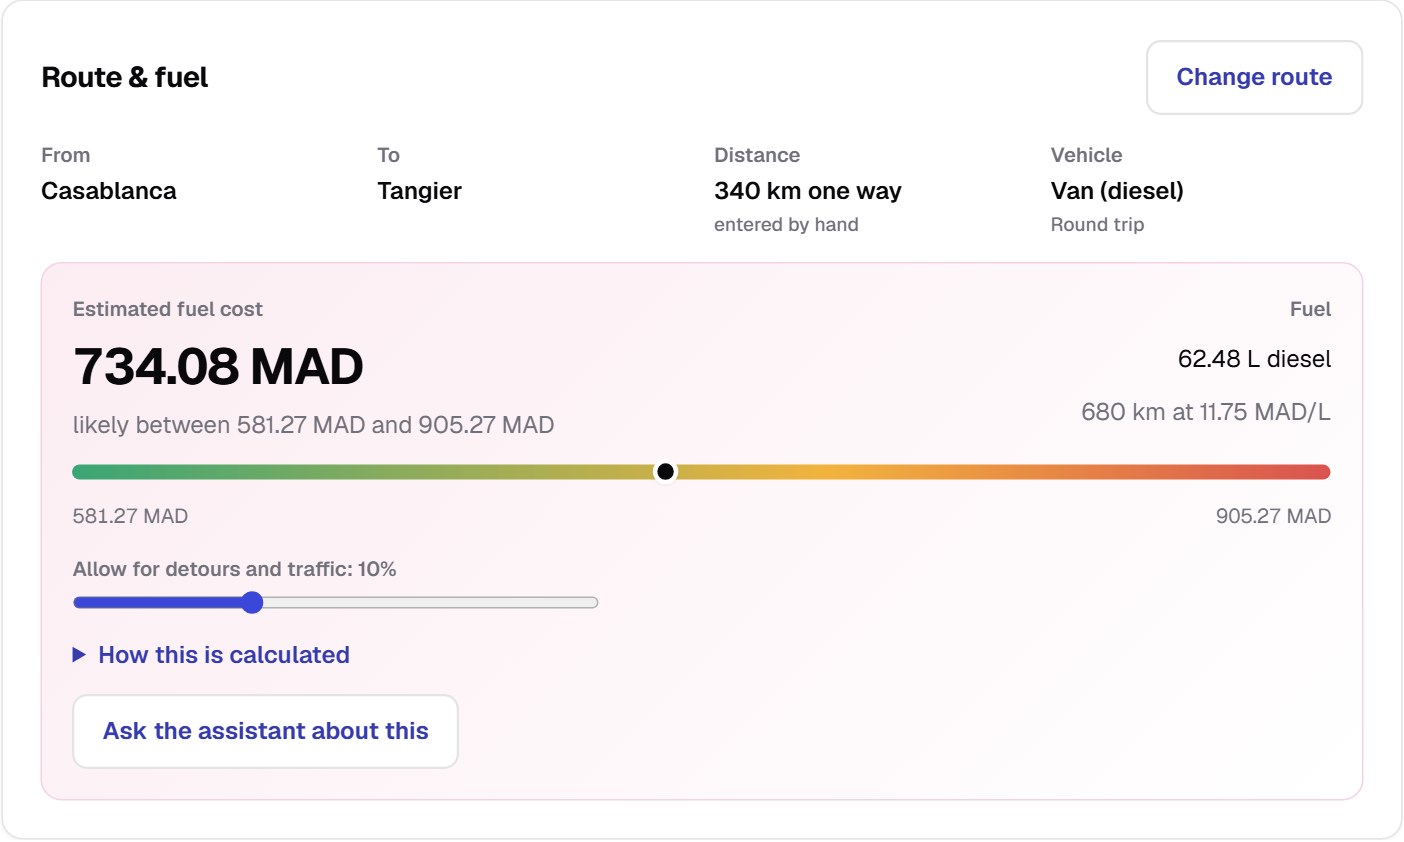 Route & fuel
Change route
From
Casablanca
To
Tangier
Distance
340 km one way
entered by hand
Vehicle
Van (diesel)
Round trip
Estimated fuel cost
734.08 MAD
likely between 581.27 MAD and 905.27 MAD
Fuel
62.48 L diesel
680 km at 11.75 MAD/L
581.27 MAD
905.27 MAD
Allow for detours and traffic: 10%
How this is calculated
Ask the assistant about this